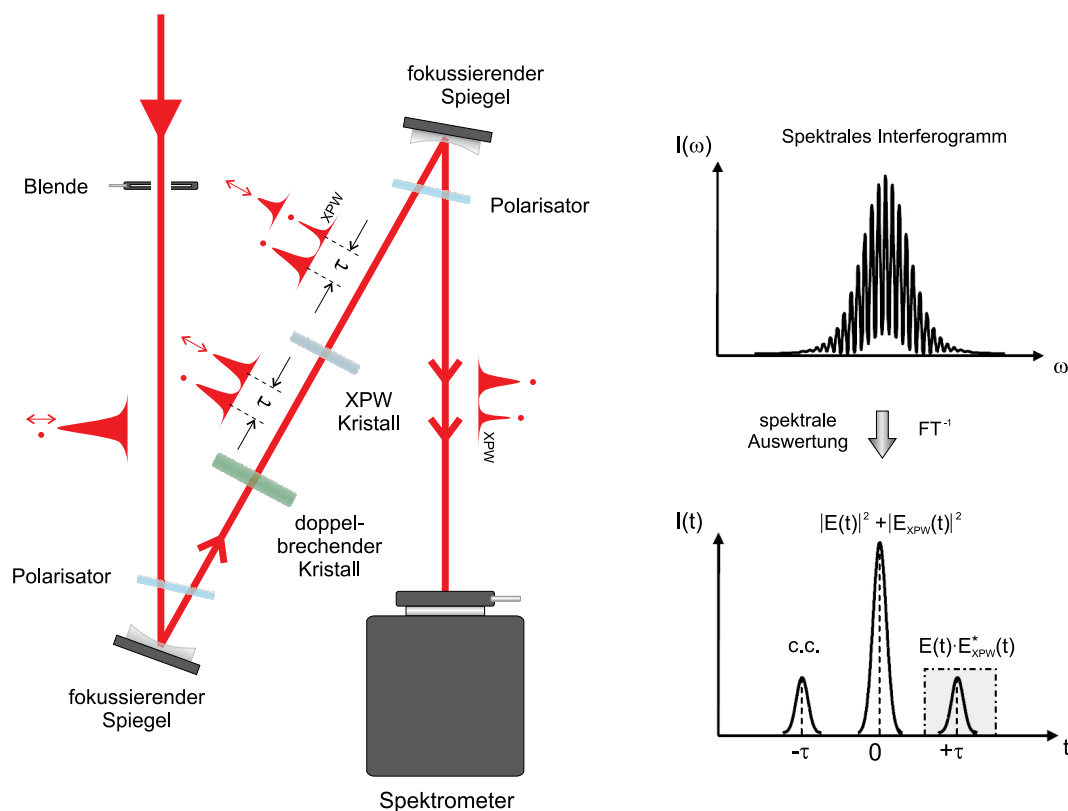 fokussierender
Spiegel
Blende
Polarisator
XPW
τ
τ
XPW
Kristall
XPW
doppel-
brechender
Kristall
Polarisator
fokussierender
Spiegel
Spektrometer
Spektrales Interferogramm
I(ω)
ω
spektrale
Auswertung
FT⁻¹
I(t)
|E(t)|² +|E_XPW(t)|²
c.c.
E(t)·E*_XPW(t)
-τ
0
+τ
t